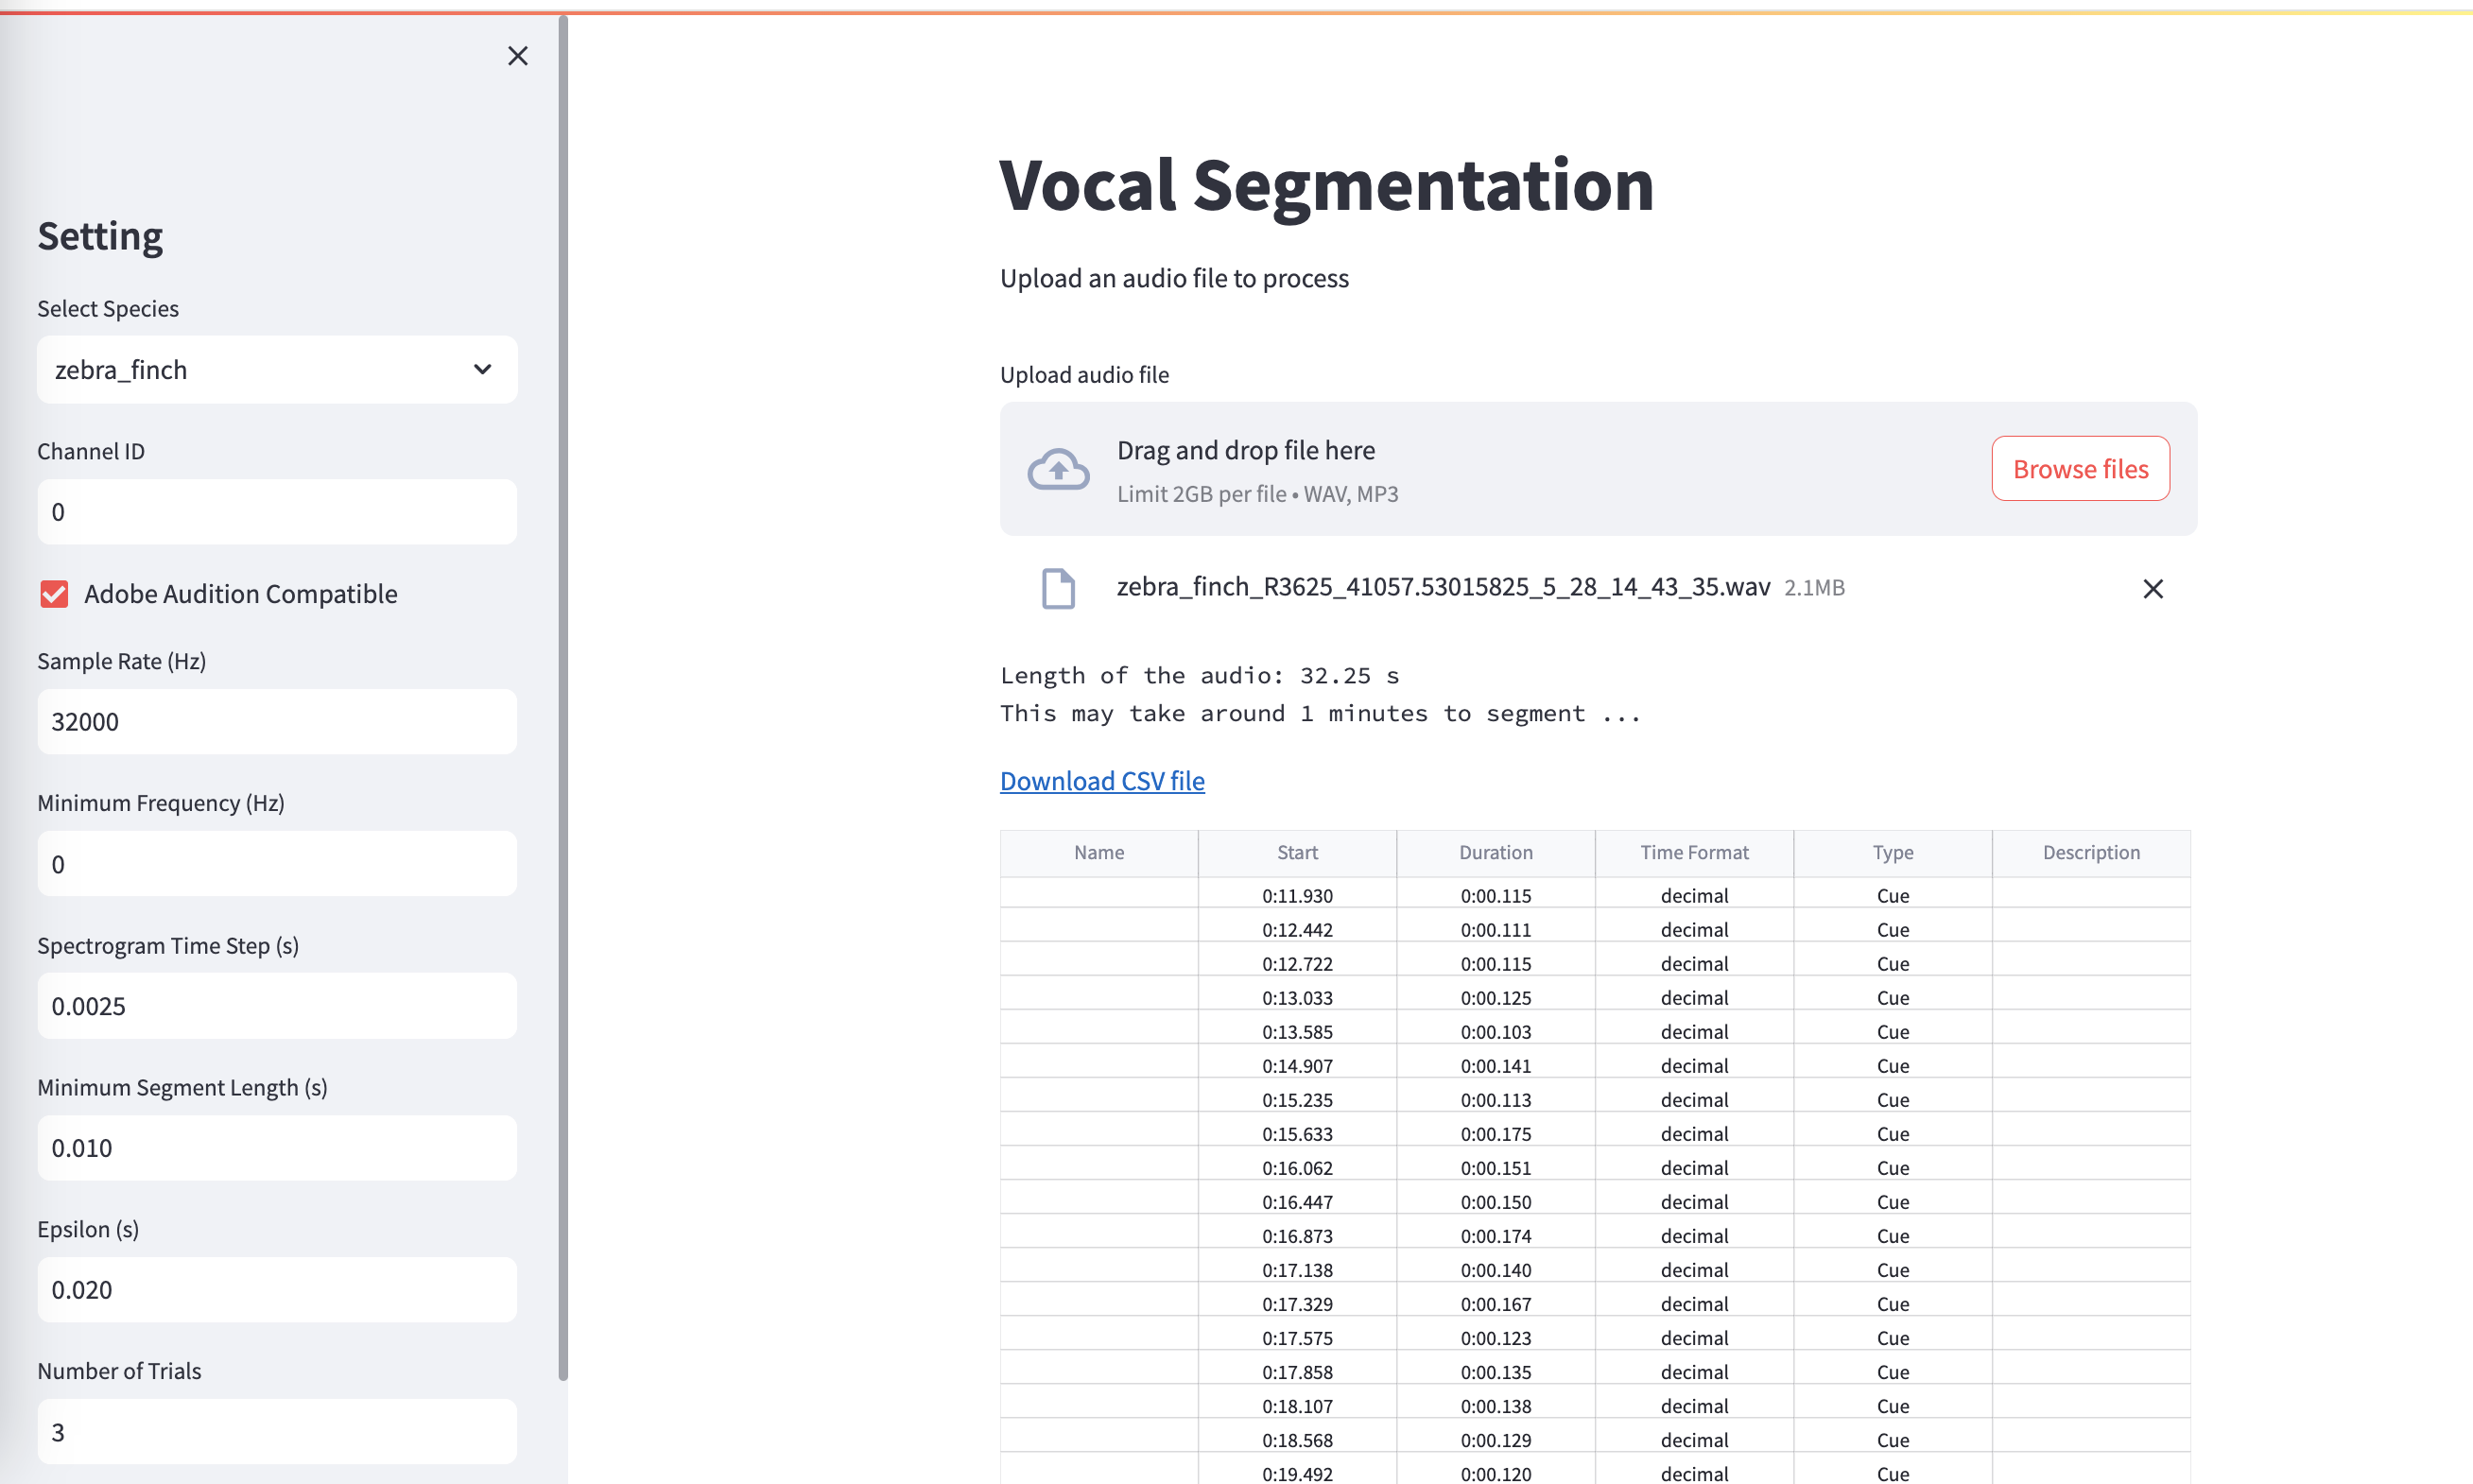 Setting
Select Species
zebra_finch
Channel ID
0
Adobe Audition Compatible
Sample Rate (Hz)
32000
Minimum Frequency (Hz)
0
Spectrogram Time Step (s)
0.0025
Minimum Segment Length (s)
0.010
Epsilon (s)
0.020
Number of Trials
3
Vocal Segmentation
Upload an audio file to process
Upload audio file
Drag and drop file here
Limit 2GB per file • WAV, MP3
Browse files
zebra_finch_R3625_41057.53015825_5_28_14_43_35.wav 2.1MB
Length of the audio: 32.25 s
This may take around 1 minutes to segment ...
Download CSV file
Name Start Duration Time Format Type Description
0:11.930 0:00.115 decimal Cue
0:12.442 0:00.111 decimal Cue
0:12.722 0:00.115 decimal Cue
0:13.033 0:00.125 decimal Cue
0:13.585 0:00.103 decimal Cue
0:14.907 0:00.141 decimal Cue
0:15.235 0:00.113 decimal Cue
0:15.633 0:00.175 decimal Cue
0:16.062 0:00.151 decimal Cue
0:16.447 0:00.150 decimal Cue
0:16.873 0:00.174 decimal Cue
0:17.138 0:00.140 decimal Cue
0:17.329 0:00.167 decimal Cue
0:17.575 0:00.123 decimal Cue
0:17.858 0:00.135 decimal Cue
0:18.107 0:00.138 decimal Cue
0:18.568 0:00.129 decimal Cue
0:19.492 0:00.120 decimal Cue